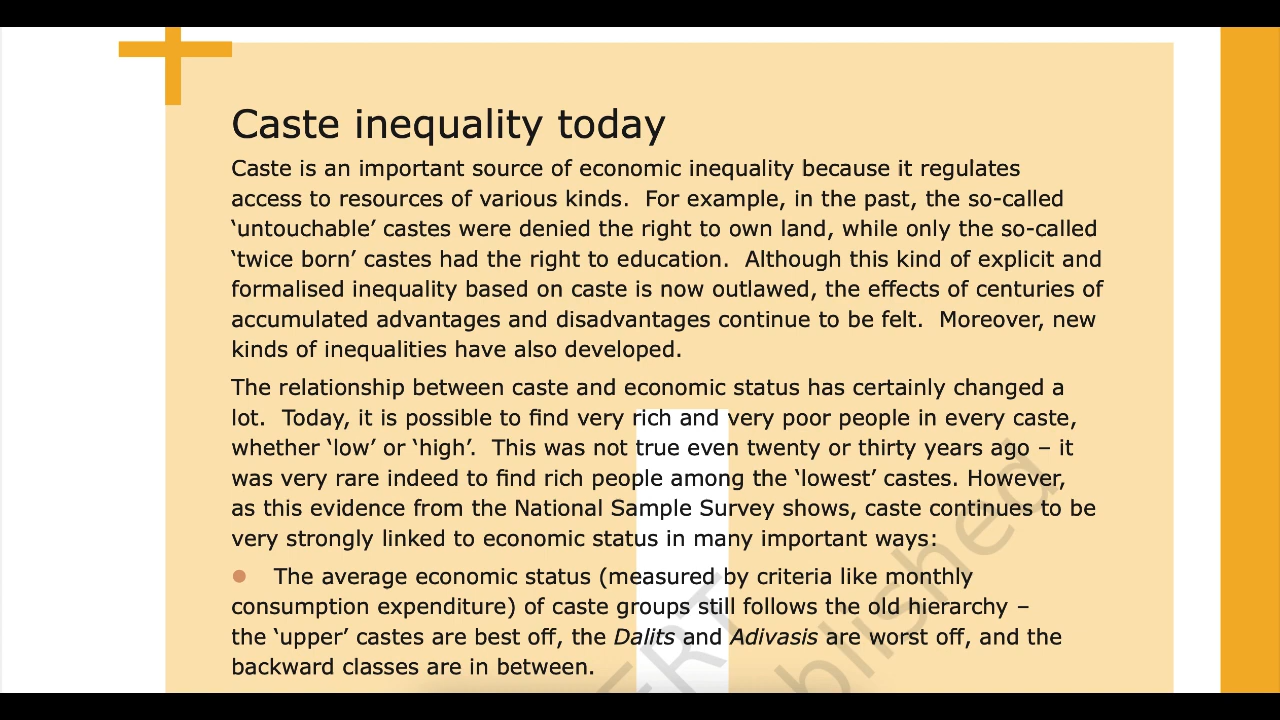 Caste inequality today
Caste is an important source of economic inequality because it regulates
access to resources of various kinds.  For example, in the past, the so-called
‘untouchable’ castes were denied the right to own land, while only the so-called
‘twice born’ castes had the right to education.  Although this kind of explicit and
formalised inequality based on caste is now outlawed, the effects of centuries of
accumulated advantages and disadvantages continue to be felt.  Moreover, new
kinds of inequalities have also developed.
The relationship between caste and economic status has certainly changed a
lot.  Today, it is possible to find very rich and very poor people in every caste,
whether ‘low’ or ‘high’.  This was not true even twenty or thirty years ago – it
was very rare indeed to find rich people among the ‘lowest’ castes. However,
as this evidence from the National Sample Survey shows, caste continues to be
very strongly linked to economic status in many important ways:
● The average economic status (measured by criteria like monthly
consumption expenditure) of caste groups still follows the old hierarchy –
the ‘upper’ castes are best off, the Dalits and Adivasis are worst off, and the
backward classes are in between.